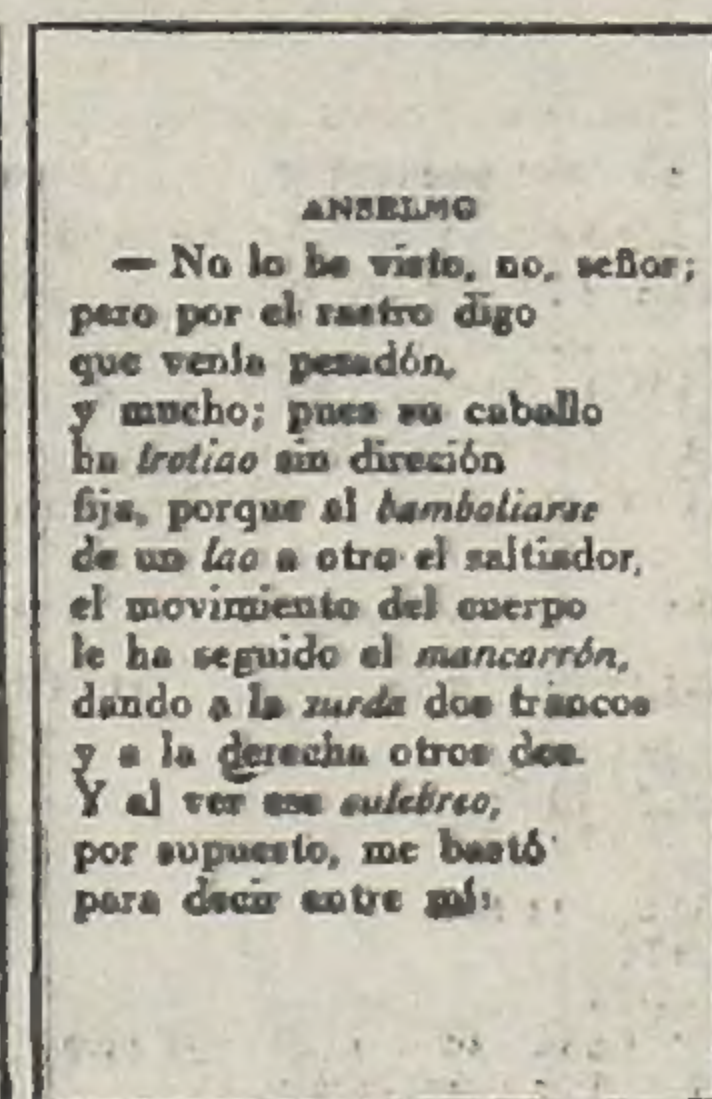 ANSELMO
— No lo he visto, no, señor;
pero por el rastro digo
que venía pesadón,
y mucho; pues su caballo
ha trotiao sin direción
fija, porque al bamboliarse
de un lao a otro el saltiador,
el movimiento del cuerpo
le ha seguido el mancarrón,
dando a la zurda dos trancos
y a la derecha otros dos.
Y al ver ese culebreo,
por supuesto, me bastó
para decir entre mí: